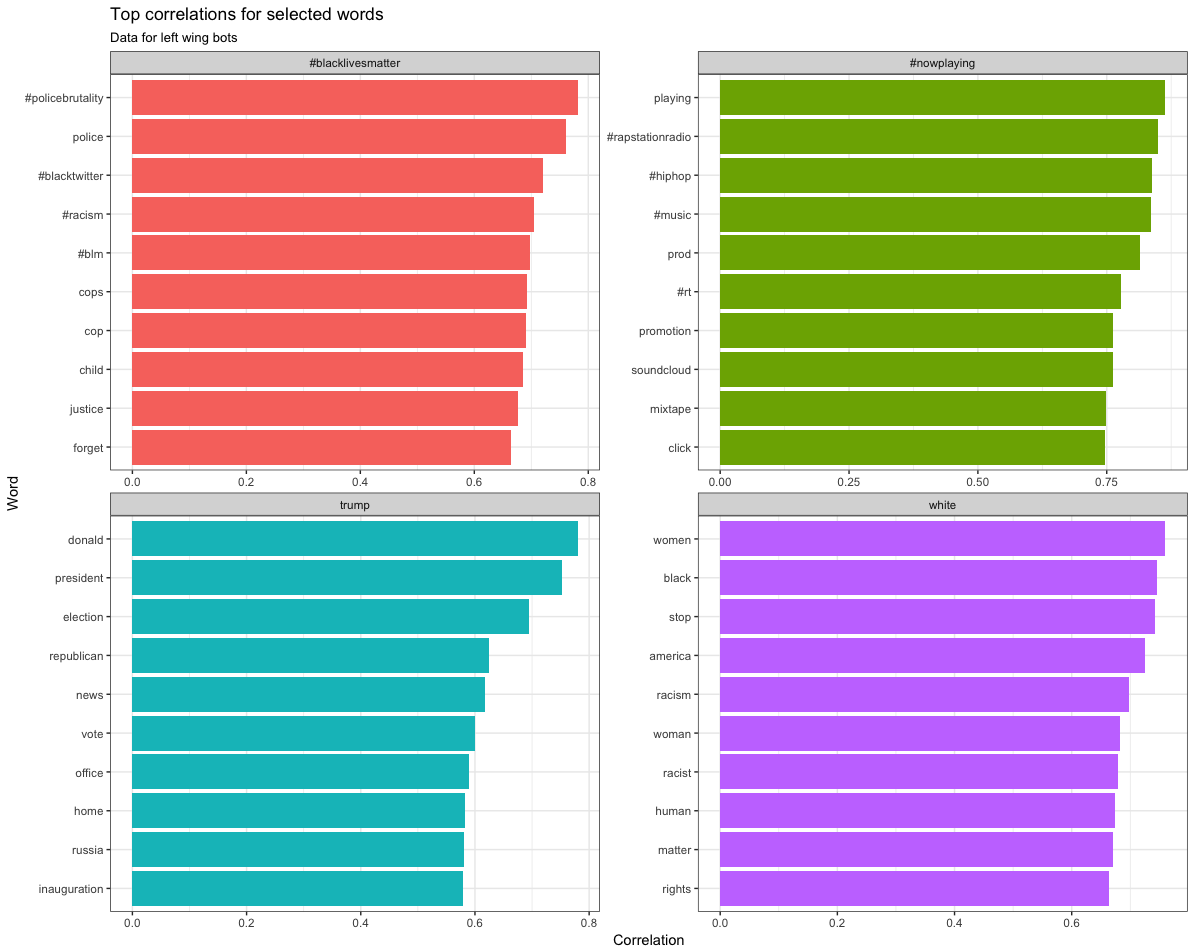 Top correlations for selected words
Data for left wing bots
#blacklivesmatter
#policebrutality
police
#blacktwitter
#racism
#blm
cops
cop
child
justice
forget
0.0 0.2 0.4 0.6 0.8
#nowplaying
playing
#rapstationradio
#hiphop
#music
prod
#rt
promotion
soundcloud
mixtape
click
0.00 0.25 0.50 0.75
trump
donald
president
election
republican
news
vote
office
home
russia
inauguration
0.0 0.2 0.4 0.6 0.8
white
women
black
stop
america
racism
woman
racist
human
matter
rights
0.0 0.2 0.4 0.6
Word
Correlation